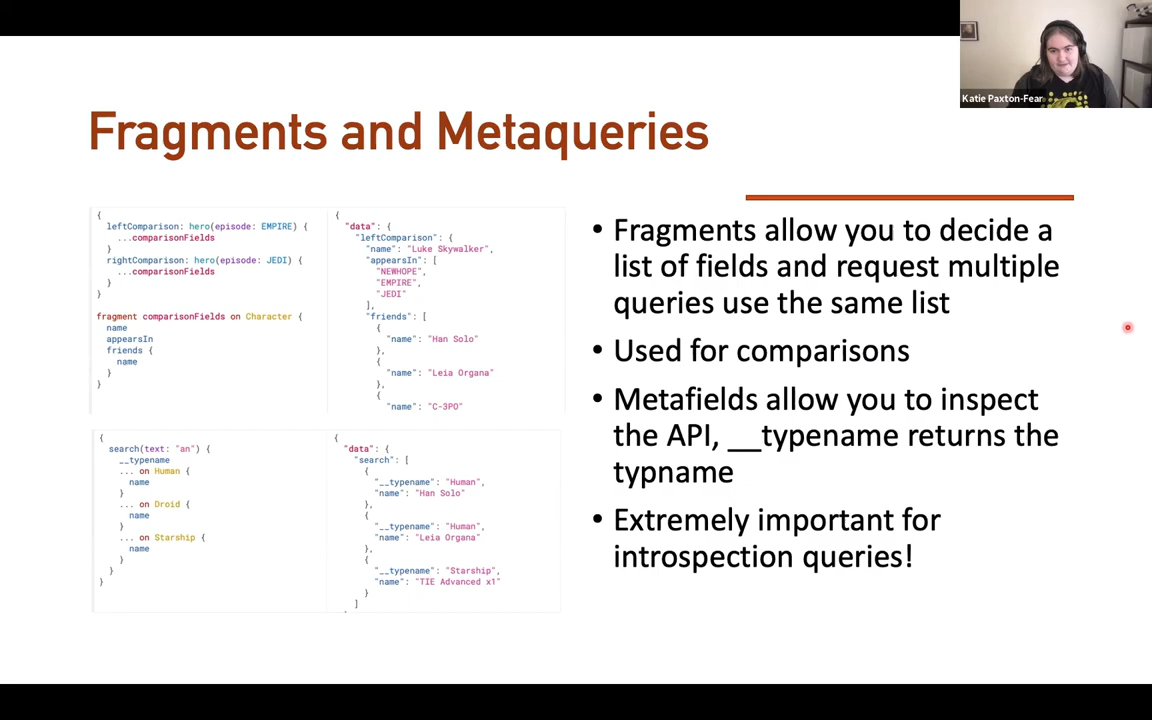 Katie Paxton-Fear
Fragments and Metaqueries
{
leftComparison: hero(episode: EMPIRE) {
...comparisonFields
}
rightComparison: hero(episode: JEDI) {
...comparisonFields
}
}
fragment comparisonFields on Character {
name
appearsIn
friends {
name
}
}
{
"data": {
"leftComparison": {
"name": "Luke Skywalker",
"appearsIn": [
"NEWHOPE",
"EMPIRE",
"JEDI"
],
"friends": [
{
"name": "Han Solo"
},
{
"name": "Leia Organa"
},
{
"name": "C-3PO"
{
search(text: "an") {
__typename
... on Human {
name
}
... on Droid {
name
}
... on Starship {
name
}
}
}
{
"data": {
"search": [
{
"__typename": "Human",
"name": "Han Solo"
},
{
"__typename": "Human",
"name": "Leia Organa"
},
{
"__typename": "Starship",
"name": "TIE Advanced x1"
}
]
• Fragments allow you to decide a
list of fields and request multiple
queries use the same list
• Used for comparisons
• Metafields allow you to inspect
the API, __typename returns the
typname
• Extremely important for
introspection queries!